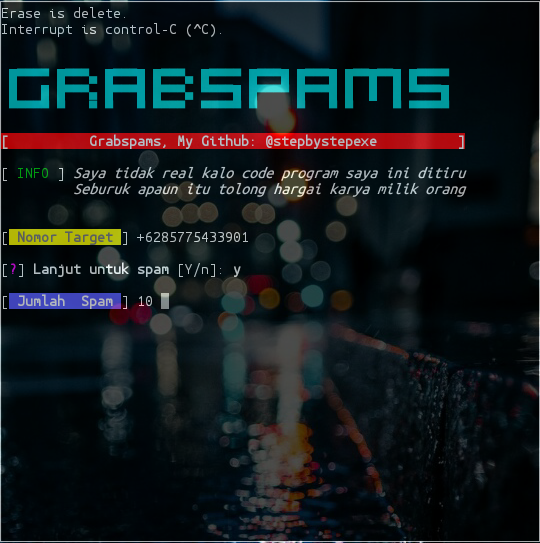 Erase is delete.
Interrupt is control-C (^C).
GRABSPAMS
[ Grabspams, My Github: @stepbystepexe ]
[ INFO ] Saya tidak real kalo code program saya ini ditiru
Seburuk apaun itu tolong hargai karya milik orang
[ Nomor Target ] +6285775433901
[?] Lanjut untuk spam [Y/n]: y
[ Jumlah Spam ] 10